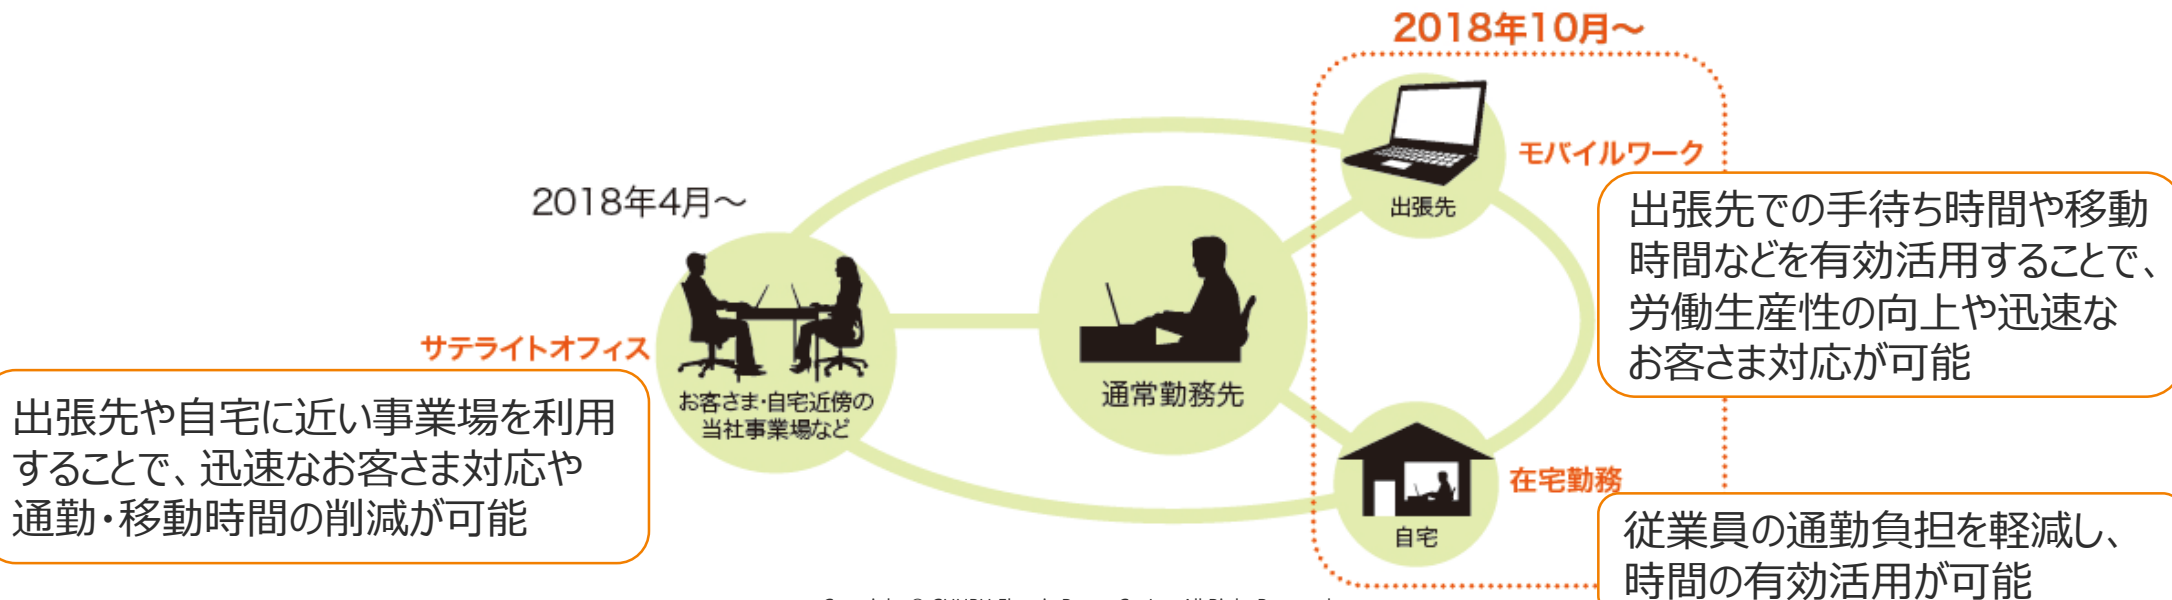 2018年10月～
モバイルワーク
出張先
出張先での手待ち時間や移動
時間などを有効活用することで、
労働生産性の向上や迅速な
お客さま対応が可能
2018年4月～
サテライトオフィス
お客さま・自宅近傍の
当社事業場など
出張先や自宅に近い事業場を利用
することで、迅速なお客さま対応や
通勤・移動時間の削減が可能
通常勤務先
在宅勤務
自宅
従業員の通勤負担を軽減し、
時間の有効活用が可能